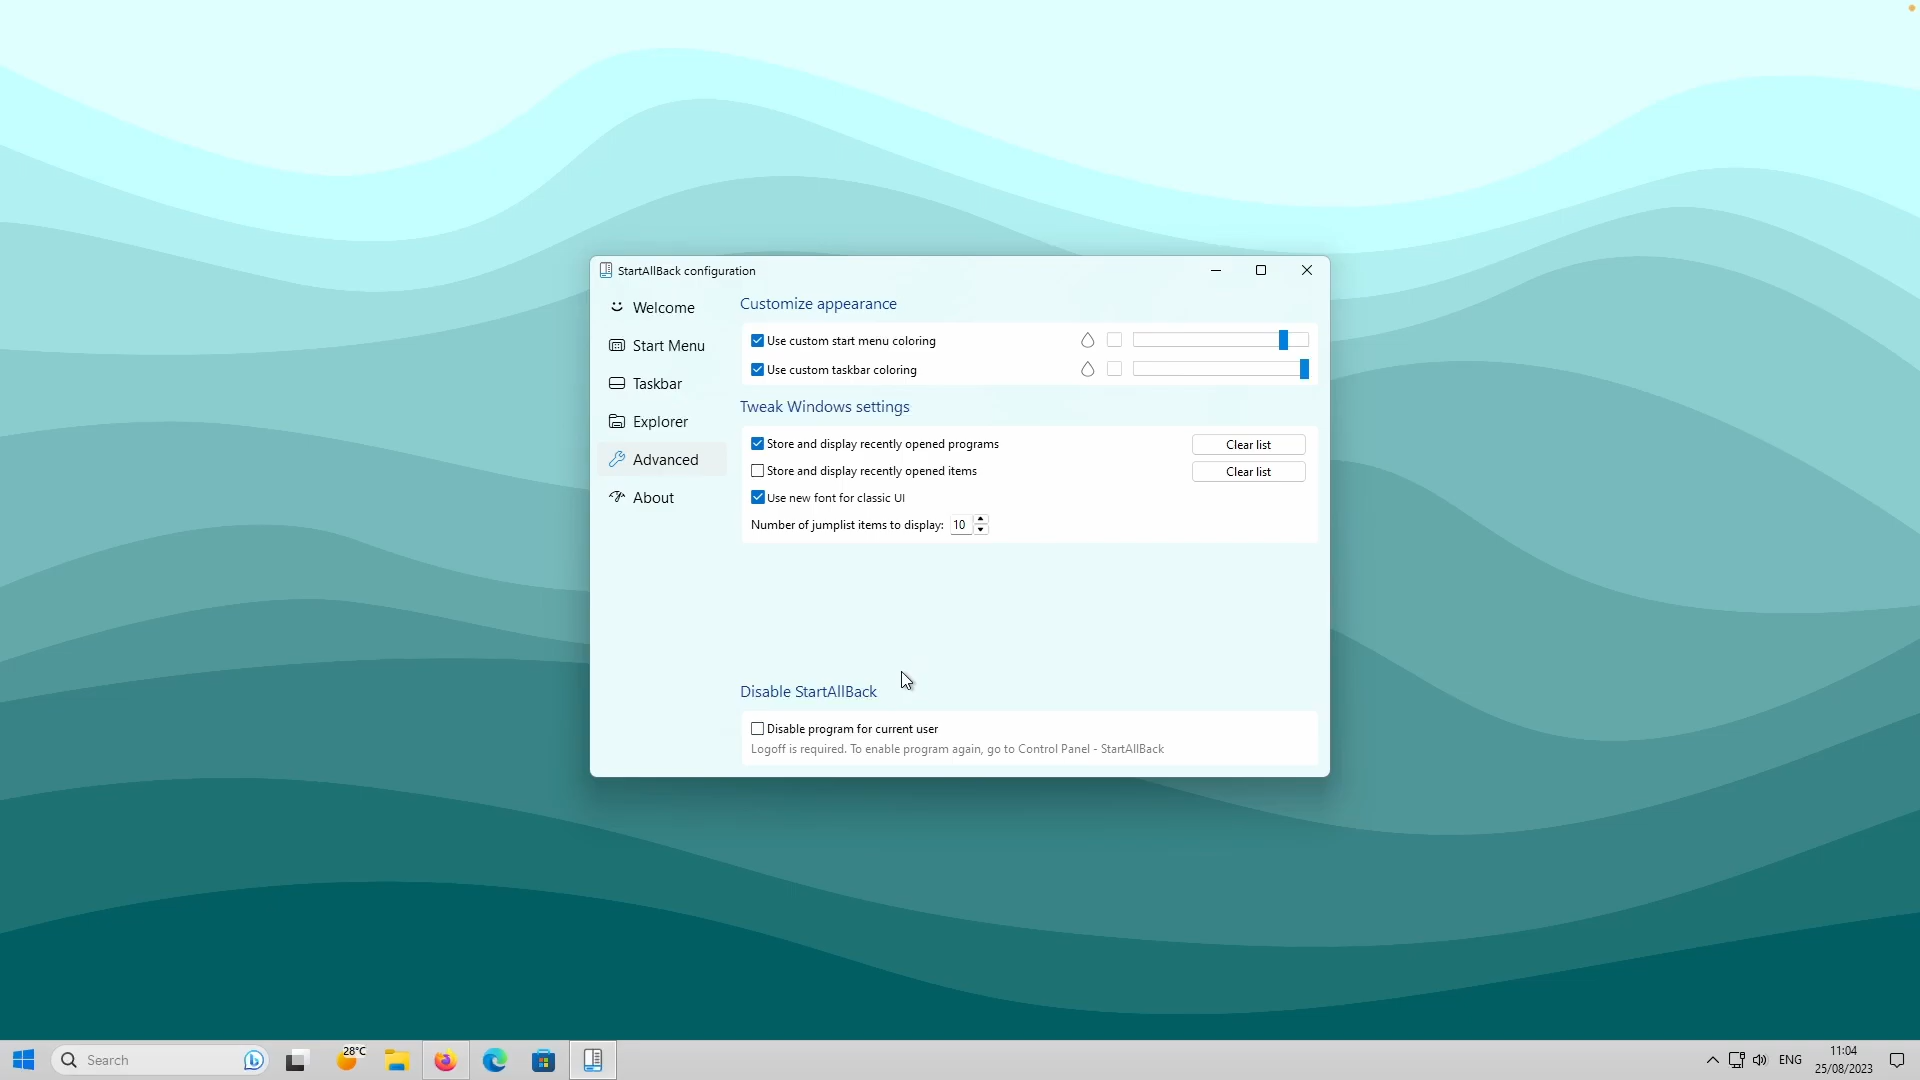 StartAllBack configuration
Welcome
Start Menu
Taskbar
Explorer
Advanced
About
Customize appearance
Use custom start menu coloring
Use custom taskbar coloring
Tweak Windows settings
Store and display recently opened programs
Clear list
Store and display recently opened items
Clear list
Use new font for classic UI
Number of jumplist items to display: 10
Disable StartAllBack
Disable program for current user
Logoff is required. To enable program again, go to Control Panel - StartAllBack
Search
28°C
ENG
11:04
25/08/2023